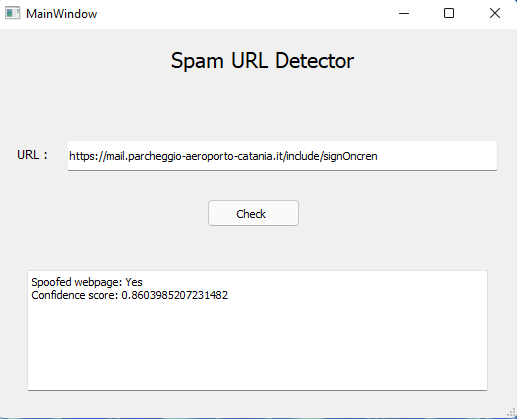 MainWindow
Spam URL Detector
URL :
https://mail.parcheggio-aeroporto-catania.it/include/signOncren
Check
Spoofed webpage: Yes
Confidence score: 0.8603985207231482